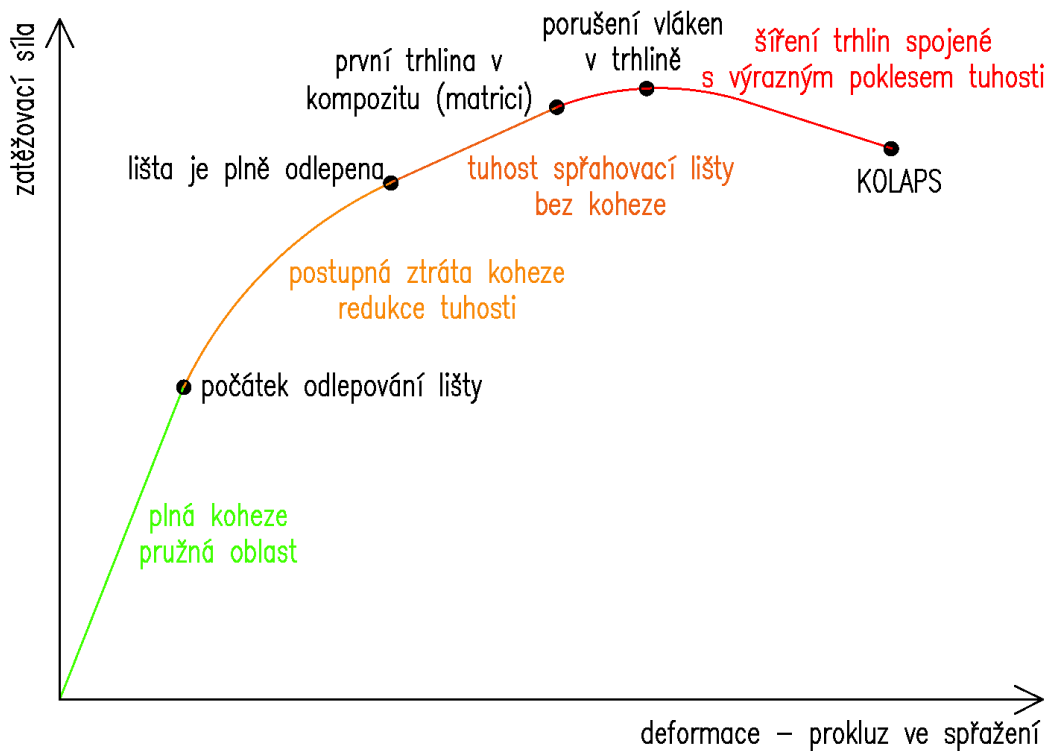 zatěžovací síla
porušení vláken
v trhlině
šíření trhlin spojené
s výrazným poklesem tuhosti
první trhlina v
kompozitu (matrici)
lišta je plně odlepena
tuhost spřahovací lišty
bez koheze
KOLAPS
postupná ztráta koheze
redukce tuhosti
počátek odlepování lišty
plná koheze
pružná oblast
deformace – prokluz ve spřažení